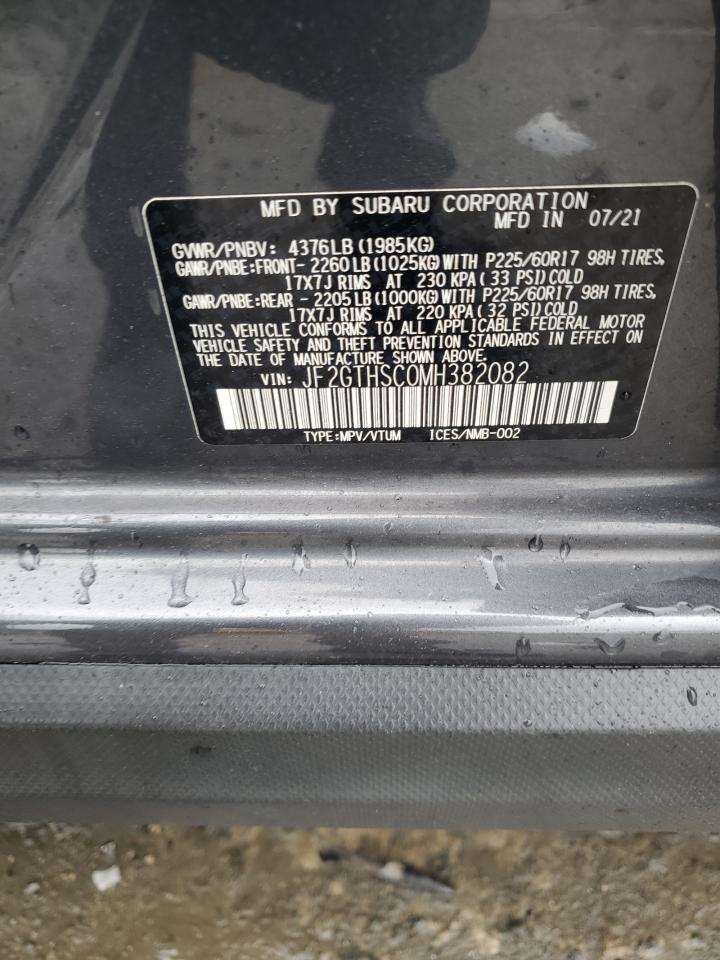 MFD BY SUBARU CORPORATION
MFD IN 07/21
GVWR/PNBV: 4376LB(1985KG)
GAWR/PNBE:FRONT- 2260LB(1025KG)WITH P225/60R17 98H TIRES,
17X7J RIMS AT 230 KPA( 33 PSI)COLD
GAWR/PNBE:REAR - 2205LB(1000KG)WITH P225/60R17 98H TIRES,
17X7J RIMS AT 220 KPA( 32 PSI)COLD
THIS VEHICLE CONFORMS TO ALL APPLICABLE FEDERAL MOTOR
VEHICLE SAFETY AND THEFT PREVENTION STANDARDS IN EFFECT ON
THE DATE OF MANUFACTURE SHOWN ABOVE.
VIN: JF2GTHSC0MH382082
TYPE:MPV/VTUM ICES/NMB-002